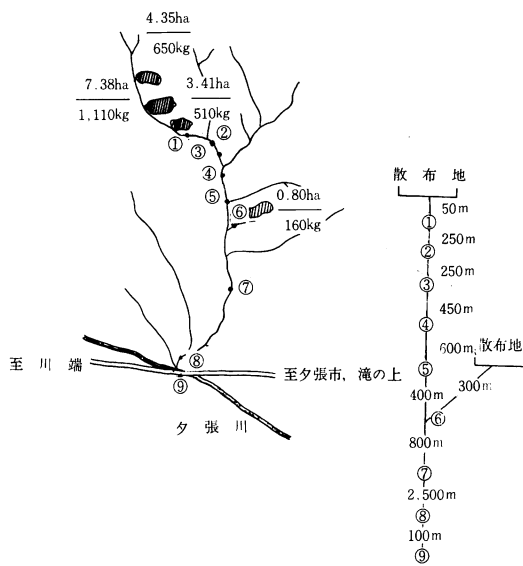 4.35ha
650kg
7.38ha
1,110kg
3.41ha
510kg
②
①
③
④
⑤
⑥
0.80ha
160kg
⑦
⑧
⑨
至川端
至夕張市,滝の上
夕張川
散布地
50m
①
250m
②
250m
③
450m
④
600m
散布地
⑤
300m
400m
⑥
800m
⑦
2.500m
⑧
100m
⑨